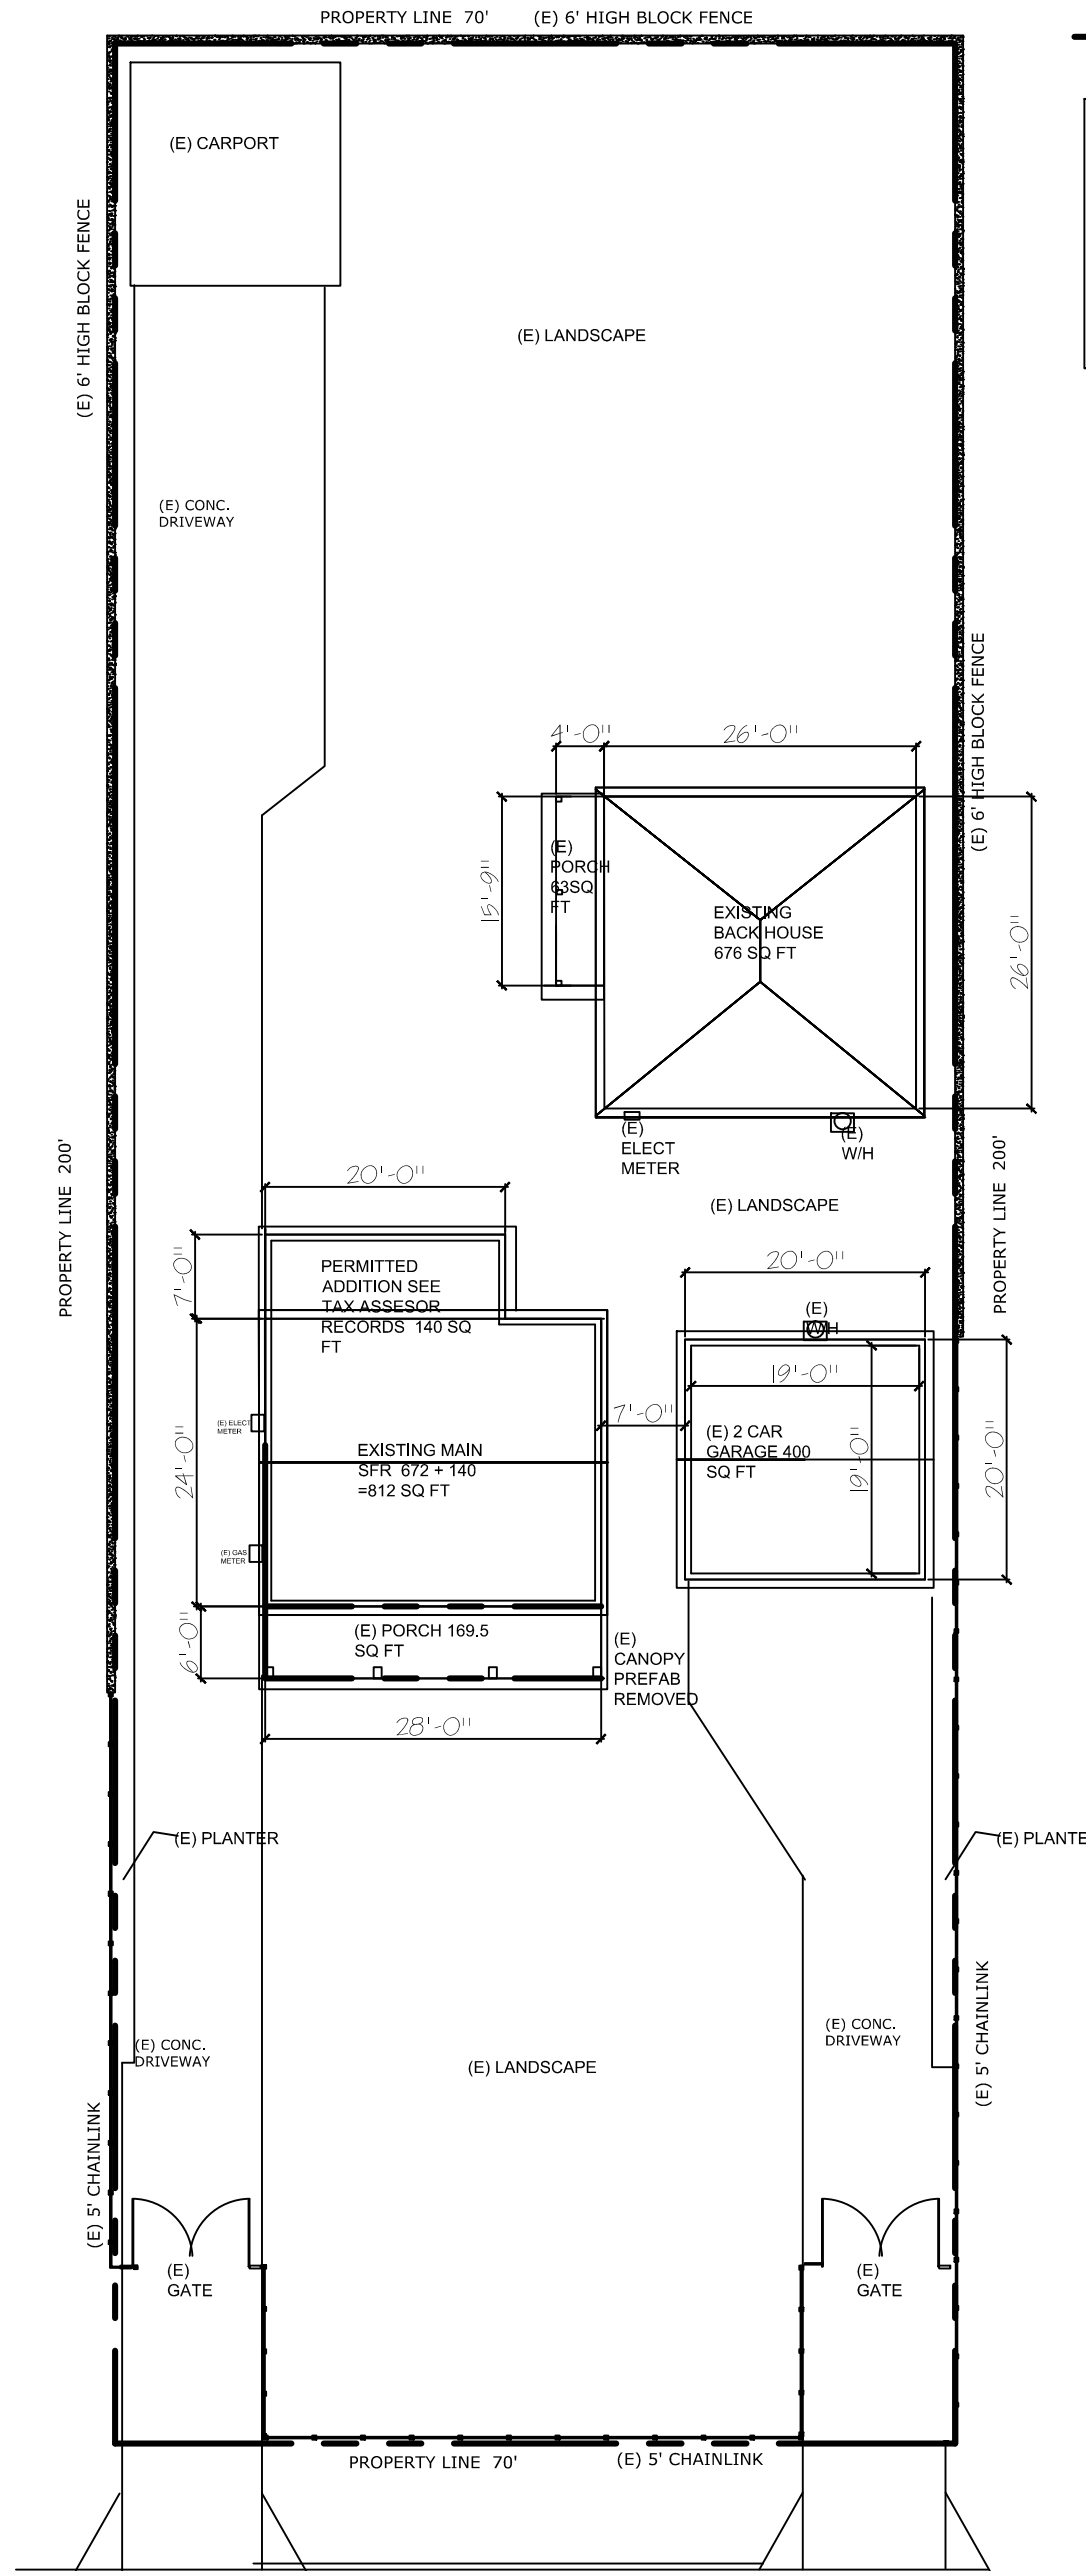 PROPERTY LINE 70' (E) 6' HIGH BLOCK FENCE
(E) CARPORT
(E) 6' HIGH BLOCK FENCE
(E) LANDSCAPE
(E) CONC.
DRIVEWAY
(E) 6' HIGH BLOCK FENCE
4'-0"
26'-0"
15'-9"
(E)
PORCH
63SQ
FT
EXISTING
BACK HOUSE
676 SQ FT
26'-0"
(E)
ELECT
METER
(E)
W/H
PROPERTY LINE 200'
PROPERTY LINE 200'
20'-0"
(E) LANDSCAPE
7'-0"
PERMITTED
ADDITION SEE
TAX ASSESOR
RECORDS 140 SQ
FT
20'-0"
(E)
W/H
19'-0"
7'-0"
(E) ELECT
METER
24'-0"
EXISTING MAIN
SFR 672 + 140
=812 SQ FT
(E) 2 CAR
GARAGE 400
SQ FT
19'-0"
20'-0"
(E) GAS
METER
6'-0"
(E) PORCH 169.5
SQ FT
(E)
CANOPY
PREFAB
REMOVED
28'-0"
(E) PLANTER
(E) PLANTE
(E) CONC.
DRIVEWAY
(E) LANDSCAPE
(E) CONC.
DRIVEWAY
(E) 5' CHAINLINK
(E) 5' CHAINLINK
(E)
GATE
(E)
GATE
PROPERTY LINE 70' (E) 5' CHAINLINK